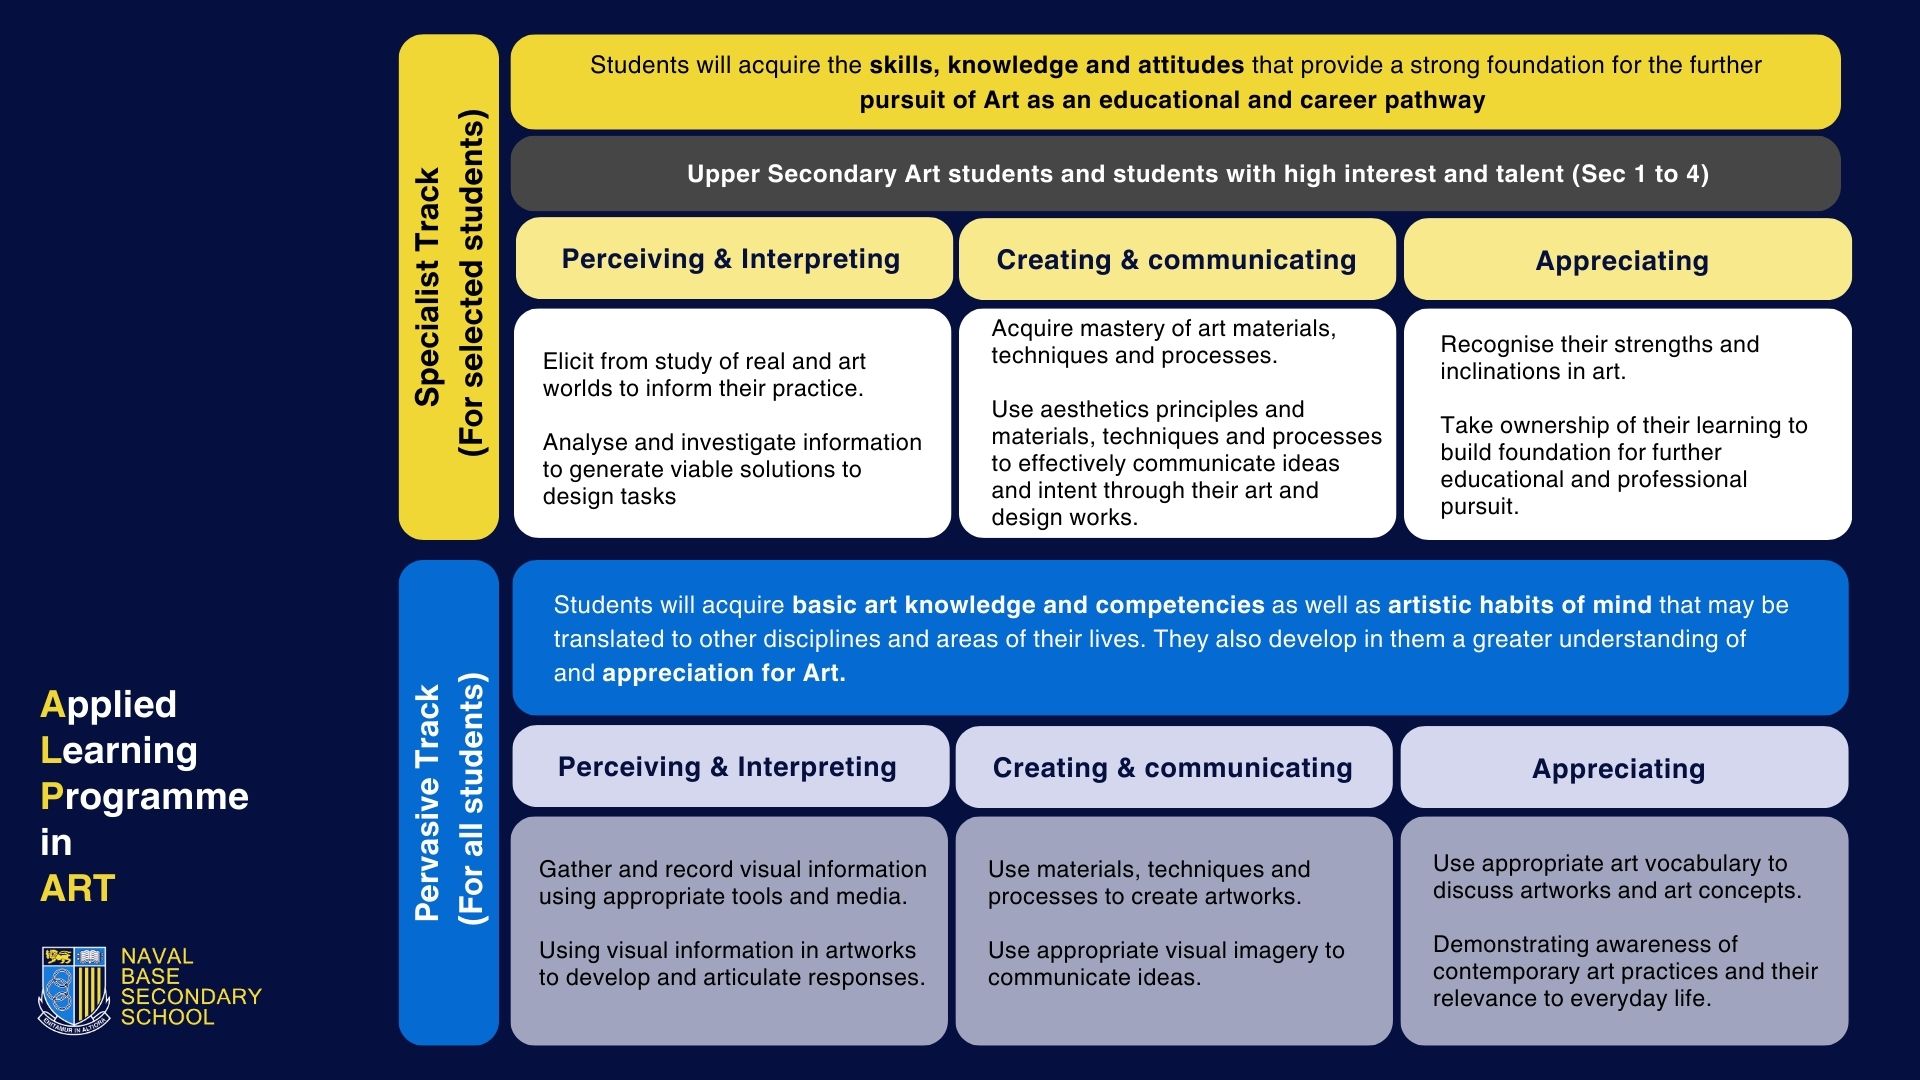 Applied
Learning
Programme
in
ART
NAVAL
BASE
SECONDARY
SCHOOL
ENITAMUR IN ALTIORA
Specialist Track
(For selected students)
Students will acquire the skills, knowledge and attitudes that provide a strong foundation for the further
pursuit of Art as an educational and career pathway
Upper Secondary Art students and students with high interest and talent (Sec 1 to 4)
Perceiving & Interpreting
Elicit from study of real and art
worlds to inform their practice.
Analyse and investigate information
to generate viable solutions to
design tasks
Creating & communicating
Acquire mastery of art materials,
techniques and processes.
Use aesthetics principles and
materials, techniques and processes
to effectively communicate ideas
and intent through their art and
design works.
Appreciating
Recognise their strengths and
inclinations in art.
Take ownership of their learning to
build foundation for further
educational and professional
pursuit.
Pervasive Track
(For all students)
Students will acquire basic art knowledge and competencies as well as artistic habits of mind that may be
translated to other disciplines and areas of their lives. They also develop in them a greater understanding of
and appreciation for Art.
Perceiving & Interpreting
Gather and record visual information
using appropriate tools and media.
Using visual information in artworks
to develop and articulate responses.
Creating & communicating
Use materials, techniques and
processes to create artworks.
Use appropriate visual imagery to
communicate ideas.
Appreciating
Use appropriate art vocabulary to
discuss artworks and art concepts.
Demonstrating awareness of
contemporary art practices and their
relevance to everyday life.